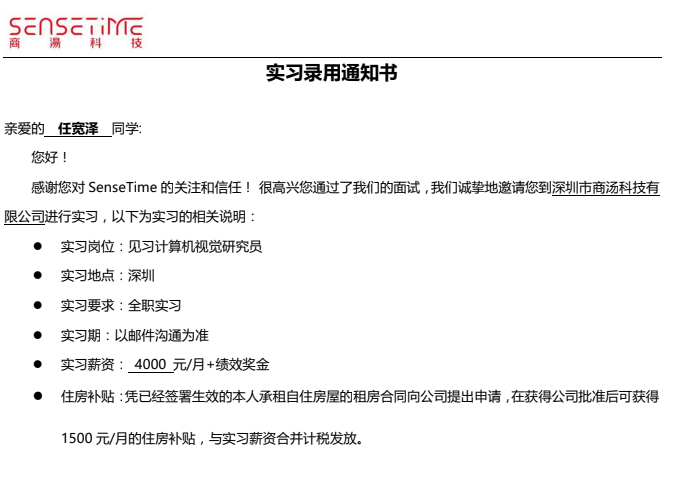 SENSETIME
商湯科技
实习录用通知书
亲爱的 任宽泽 同学:
您好！
感谢您对 SenseTime 的关注和信任！ 很高兴您通过了我们的面试，我们诚挚地邀请您到深圳市商汤科技有
限公司进行实习，以下为实习的相关说明：
● 实习岗位：见习计算机视觉研究员
● 实习地点：深圳
● 实习要求：全职实习
● 实习期：以邮件沟通为准
● 实习薪资： 4000 元/月+绩效奖金
● 住房补贴：凭已经签署生效的本人承租自住房屋的租房合同向公司提出申请，在获得公司批准后可获得
1500 元/月的住房补贴，与实习薪资合并计税发放。